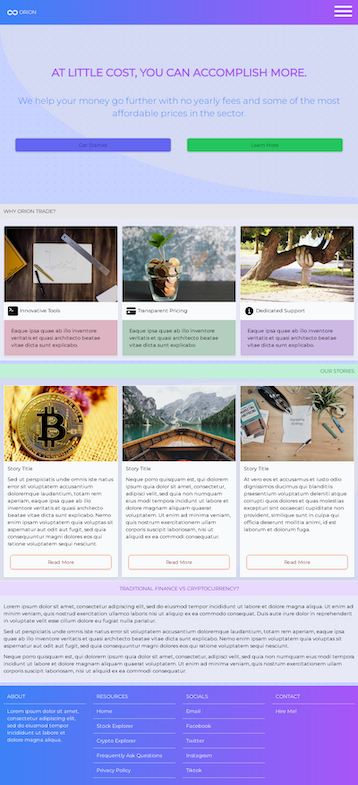 ORION
AT LITTLE COST, YOU CAN ACCOMPLISH MORE.
We help your money go further with no yearly fees and some of the most
affordable prices in the sector.
Get Started
Learn More
WHY ORION TRADE?
Innovative Tools
Eaque ipsa quae ab illo inventore
veritatis et quasi architecto beatae
vitae dicta sunt explicabo.
Transparent Pricing
Eaque ipsa quae ab illo inventore
veritatis et quasi architecto beatae
vitae dicta sunt explicabo.
Dedicated Support
Eaque ipsa quae ab illo inventore
veritatis et quasi architecto beatae
vitae dicta sunt explicabo.
OUR STORIES
Story Title
Sed ut perspiciatis unde omnis iste natus
error sit voluptatem accusantium
doloremque laudantium, totam rem
aperiam, eaque ipsa quae ab illo
inventore veritatis et quasi architecto
beatae vitae dicta sunt explicabo. Nemo
enim ipsam voluptatem quia voluptas sit
aspernatur aut odit aut fugit, sed quia
consequuntur magni dolores eos qui
ratione voluptatem sequi nesciunt.
Read More
Story Title
Neque porro quisquam est, qui dolorem
ipsum quia dolor sit amet, consectetur,
adipisci velit, sed quia non numquam
eius modi tempora incidunt ut labore et
dolore magnam aliquam quaerat
voluptatem. Ut enim ad minima veniam,
quis nostrum exercitationem ullam
corporis suscipit laboriosam, nisi ut
aliquid ex ea commodi consequatur.
Read More
Story Title
At vero eos et accusamus et iusto odio
dignissimos ducimus qui blanditiis
praesentium voluptatum deleniti atque
corrupti quos dolores et quas molestias
excepturi sint occaecati cupiditate non
provident, similique sunt in culpa qui
officia deserunt mollitia animi, id est
laborum et dolorum fuga.
Read More
TRADITIONAL FINANCE VS CRYPTOCURRENCY?
Lorem ipsum dolor sit amet, consectetur adipisicing elit, sed do eiusmod tempor incididunt ut labore et dolore magna aliqua. Ut enim ad
minim veniam, quis nostrud exercitation ullamco laboris nisi ut aliquip ex ea commodo consequat. Duis aute irure dolor in reprehenderit
in voluptate velit esse cillum dolore eu fugiat nulla pariatur.
Sed ut perspiciatis unde omnis iste natus error sit voluptatem accusantium doloremque laudantium, totam rem aperiam, eaque ipsa
quae ab illo inventore veritatis et quasi architecto beatae vitae dicta sunt explicabo. Nemo enim ipsam voluptatem quia voluptas sit
aspernatur aut odit aut fugit, sed quia consequuntur magni dolores eos qui ratione voluptatem sequi nesciunt.
Neque porro quisquam est, qui dolorem ipsum quia dolor sit amet, consectetur, adipisci velit, sed quia non numquam eius modi tempora
incidunt ut labore et dolore magnam aliquam quaerat voluptatem. Ut enim ad minima veniam, quis nostrum exercitationem ullam
corporis suscipit laboriosam, nisi ut aliquid ex ea commodi consequatur.
ABOUT
Lorem ipsum dolor sit amet,
consectetur adipisicing elit,
sed do eiusmod tempor
incididunt ut labore et
dolore magna aliqua.
RESOURCES
Home
Stock Explorer
Crypto Explorer
Frequently Ask Questions
Privacy Policy
SOCIALS
Email
Facebook
Twitter
Instagram
Tiktok
CONTACT
Hire Me!